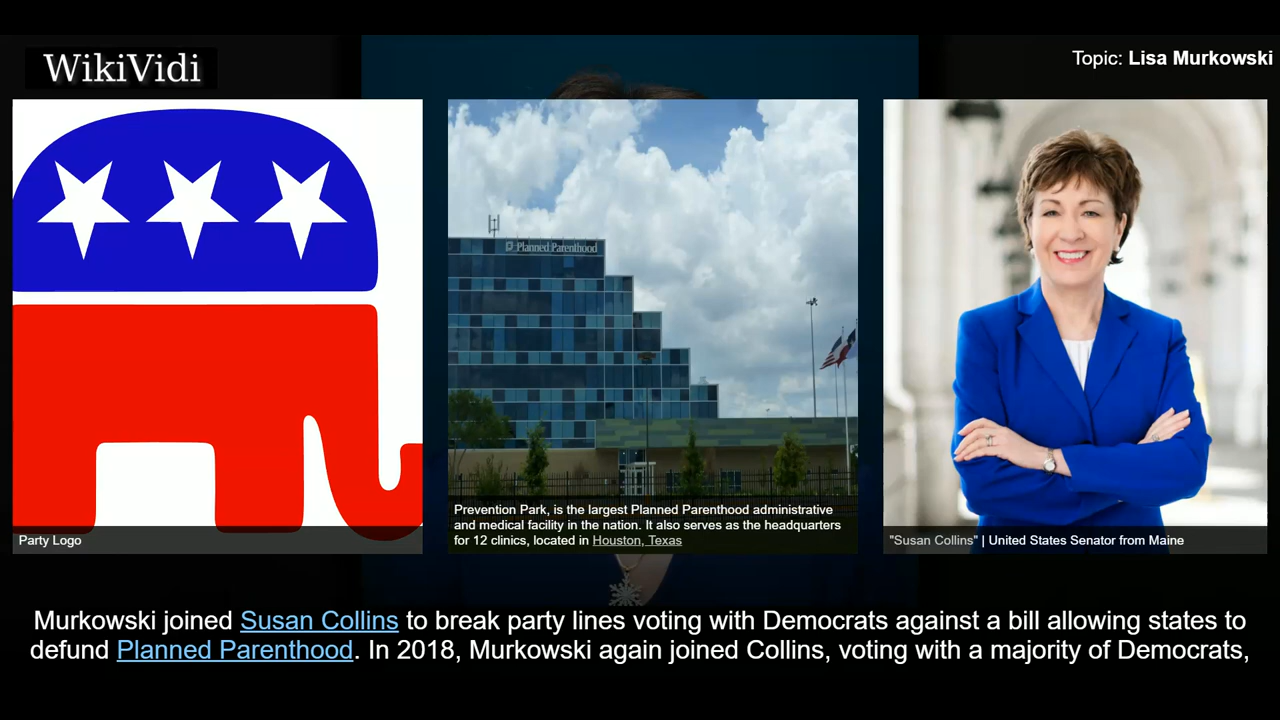 WikiVidi
Topic: Lisa Murkowski
Planned Parenthood
Party Logo
Prevention Park, is the largest Planned Parenthood administrative
and medical facility in the nation. It also serves as the headquarters
for 12 clinics, located in Houston, Texas
"Susan Collins" | United States Senator from Maine
Murkowski joined Susan Collins to break party lines voting with Democrats against a bill allowing states to
defund Planned Parenthood. In 2018, Murkowski again joined Collins, voting with a majority of Democrats,